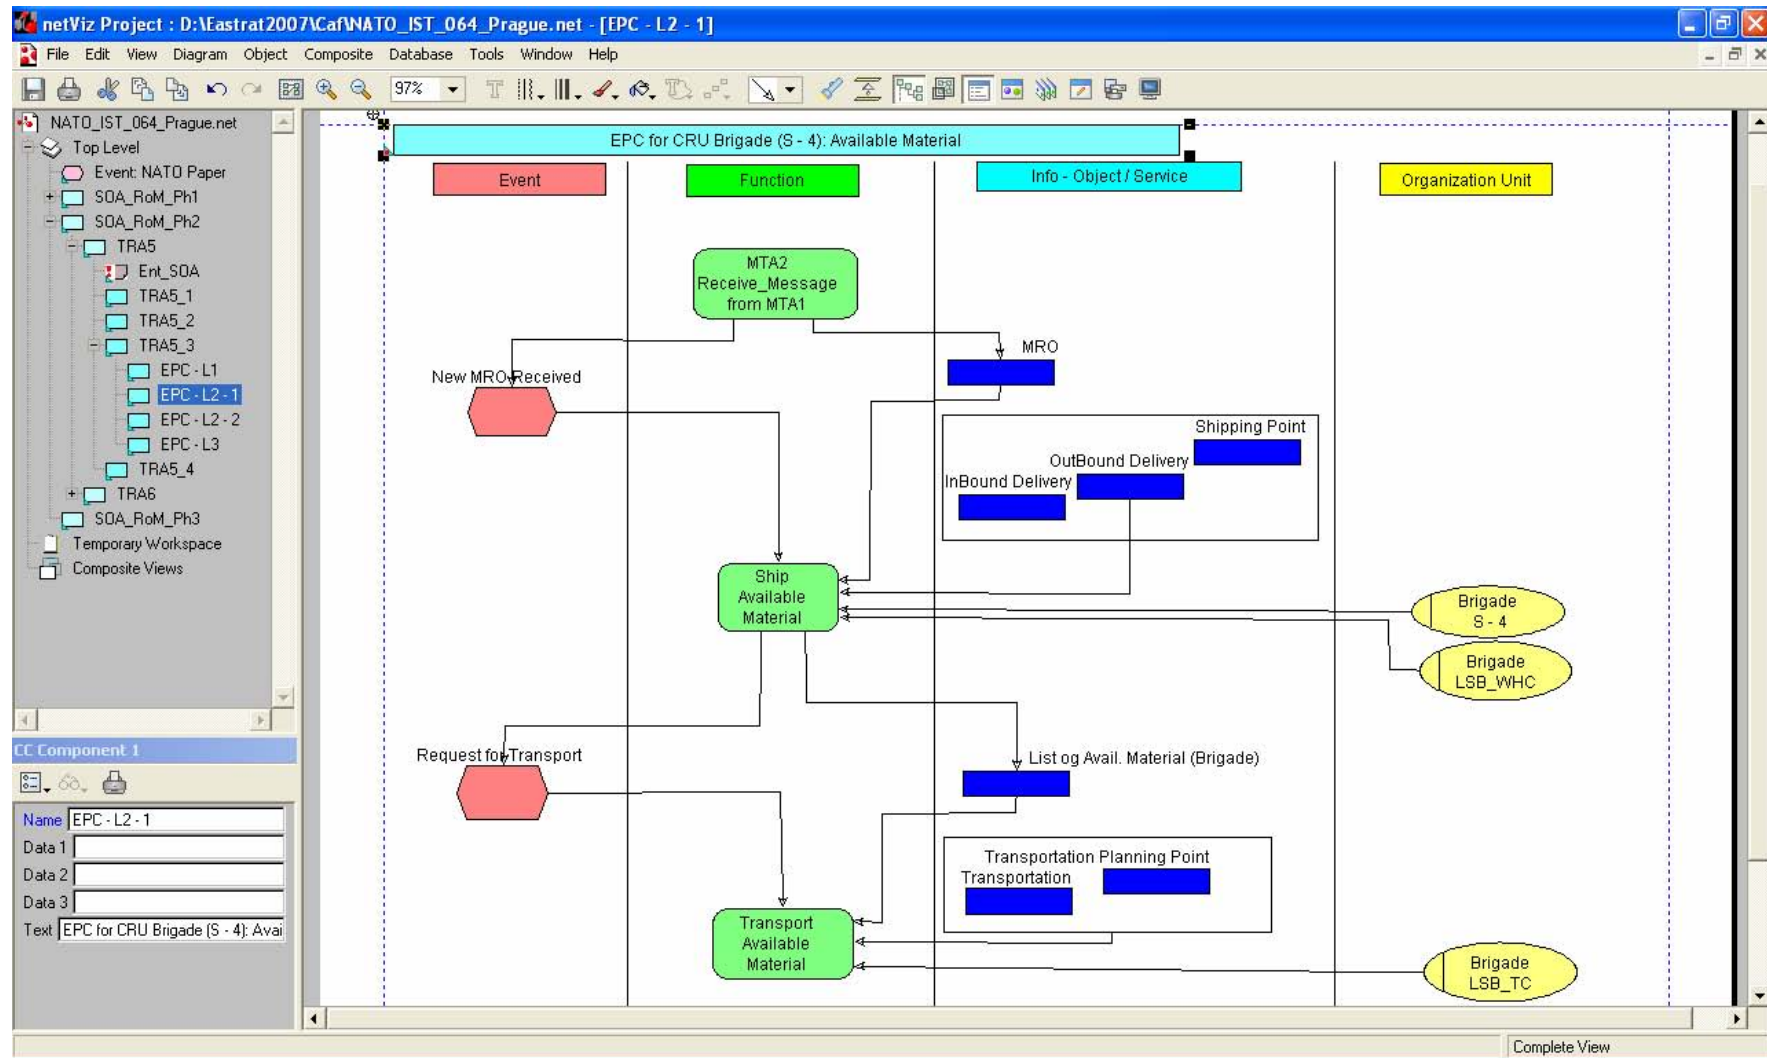 netViz Project : D:\Eastrat2007\Caf\NATO_IST_064_Prague.net - [EPC - L2 - 1]
File Edit View Diagram Object Composite Database Tools Window Help
97%
NATO_IST_064_Prague.net
Top Level
Event: NATO Paper
SOA_RoM_Ph1
SOA_RoM_Ph2
TRA5
Ent_SOA
TRA5_1
TRA5_2
TRA5_3
EPC - L1
EPC - L2 - 1
EPC - L2 - 2
EPC - L3
TRA5_4
TRA6
SOA_RoM_Ph3
Temporary Workspace
Composite Views
CC Component 1
Name EPC - L2 - 1
Data 1
Data 2
Data 3
Text EPC for CRU Brigade (S - 4): Avai
EPC for CRU Brigade (S - 4): Available Material
Event
Function
Info - Object / Service
Organization Unit
MTA2
Receive_Message
from MTA1
MRO
New MRO Received
Shipping Point
OutBound Delivery
InBound Delivery
Ship
Available
Material
Brigade
S - 4
Brigade
LSB_WHC
Request for Transport
List og Avail. Material (Brigade)
Transportation Planning Point
Transportation
Transport
Available
Material
Brigade
LSB_TC
Complete View